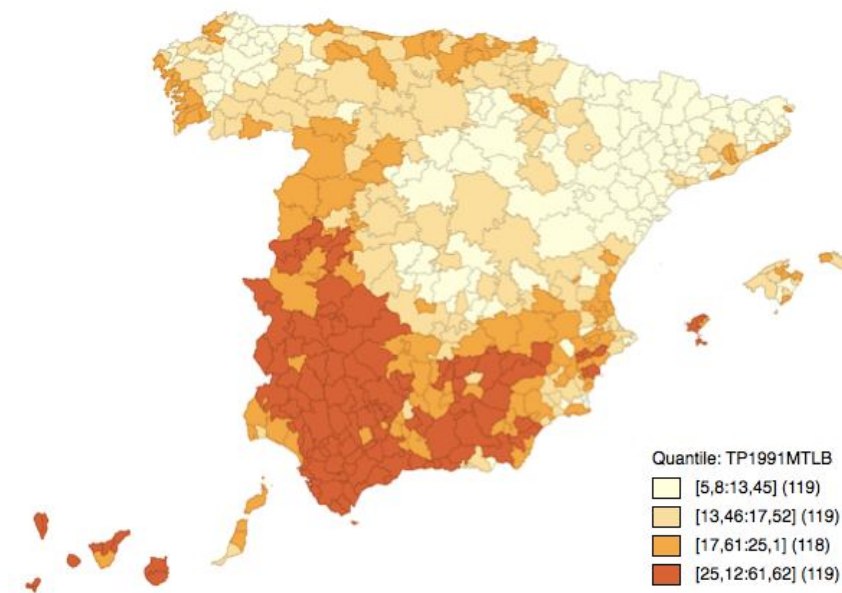 Quantile: TP1991MTLB
[5,8:13,45] (119)
[13,46:17,52] (119)
[17,61:25,1] (118)
[25,12:61,62] (119)